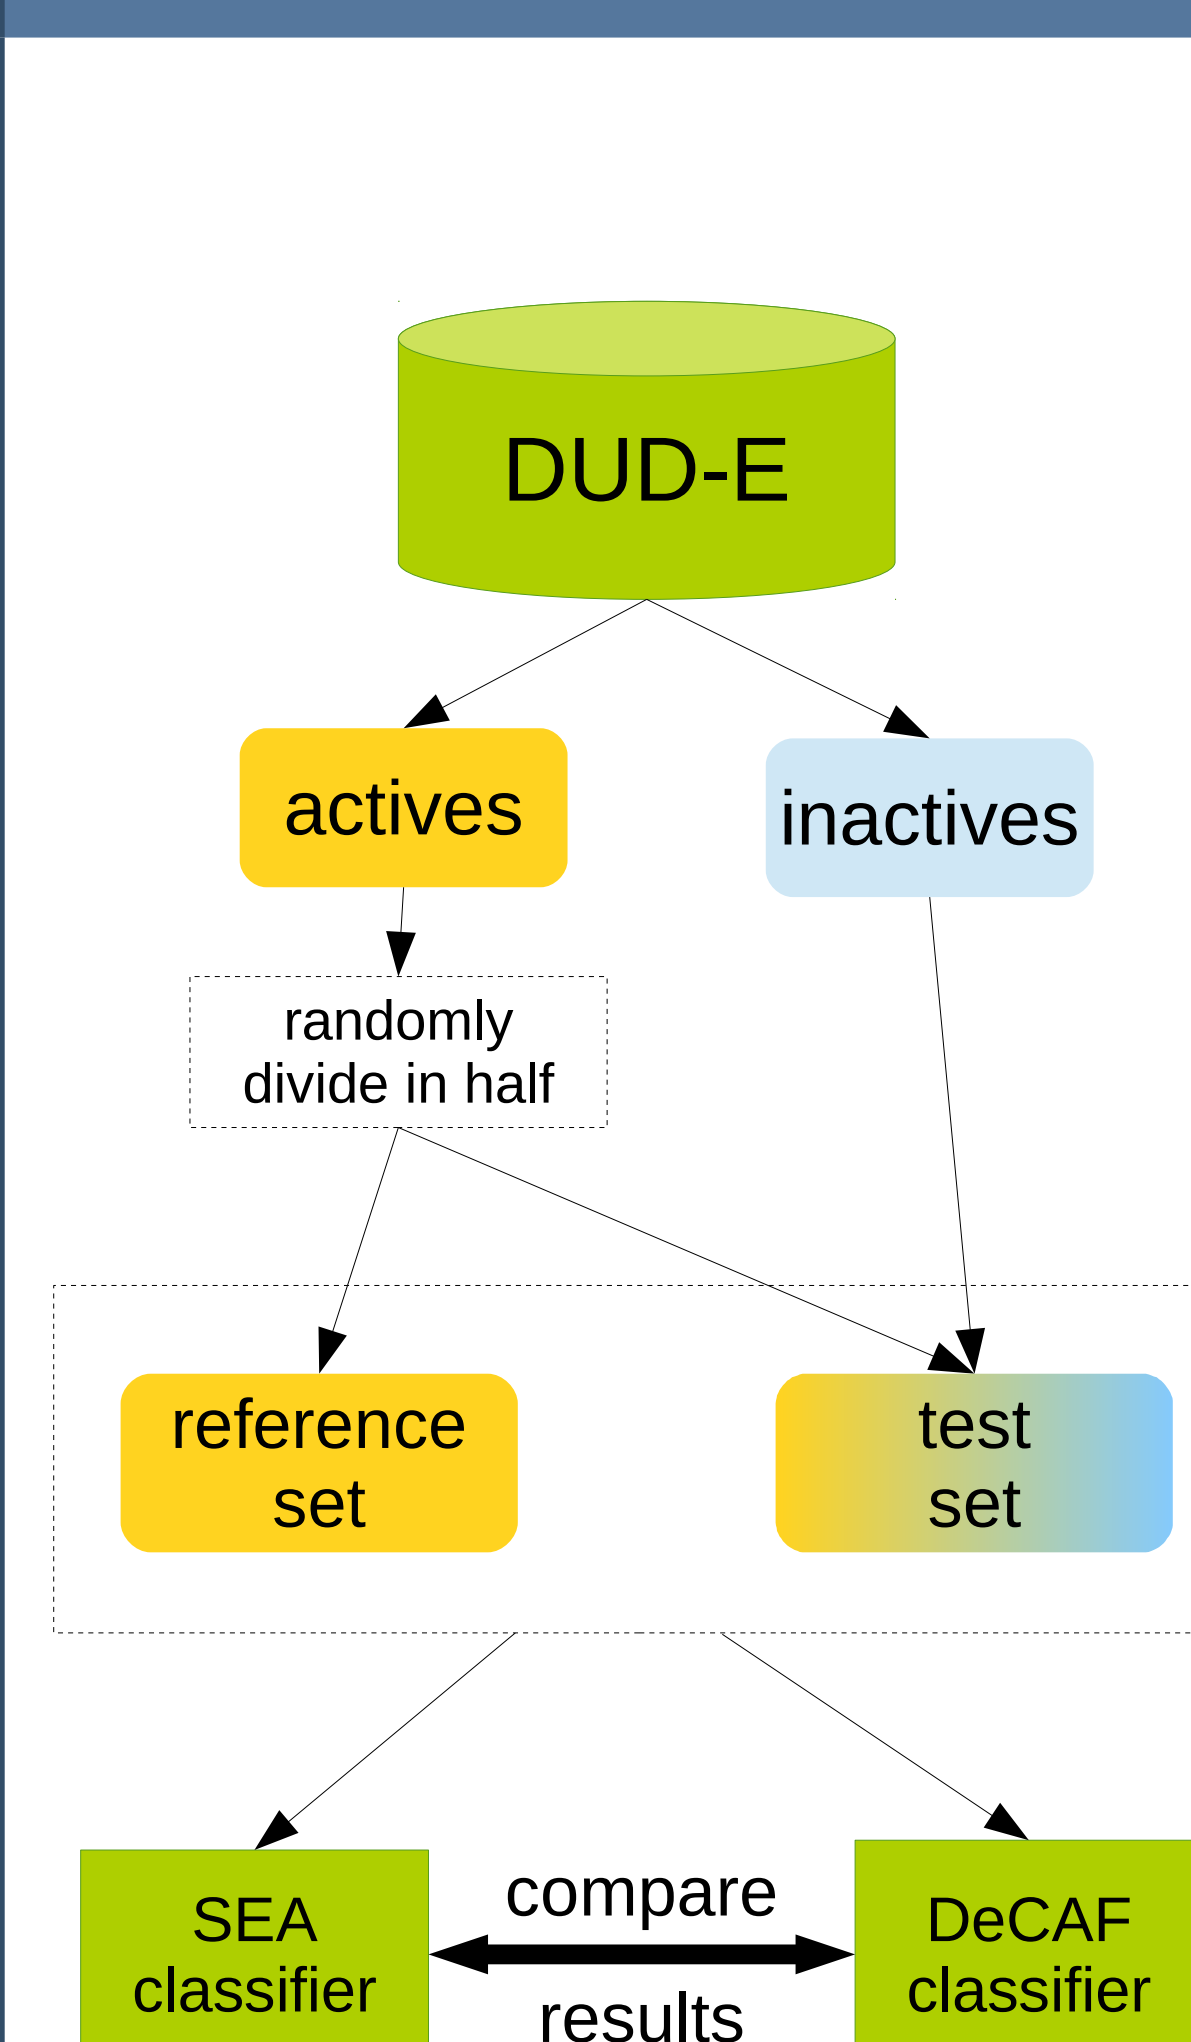 DUD-E
actives
inactives
randomly
divide in half
reference
set
test
set
compare
SEA
classifier
DeCAF
classifier
results